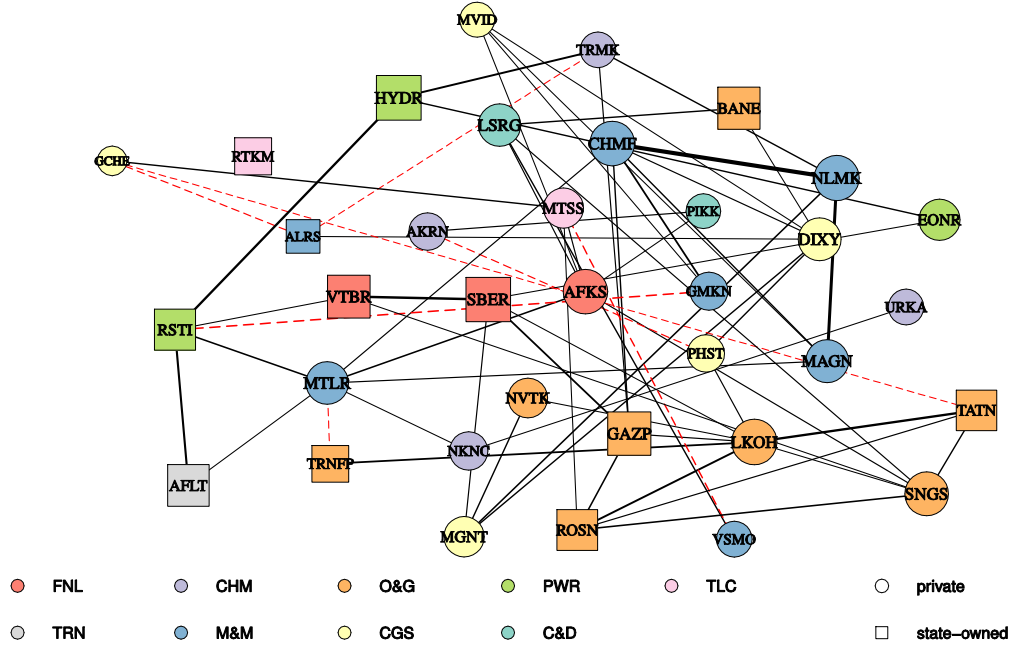 MVID
TRMK
HYDR
BANE
LSRG
CHMF
GCHE
RTKM
NLMK
MTSS
PIKK
EONR
ALRS
AKRN
DIXY
VTBR
SBER
AFKS
GMKN
URKA
RSTI
PHST
MAGN
MTLR
NVTK
TATN
GAZP
LKOH
TRNFP
NKNC
AFLT
SNGS
MGNT
ROSN
VSMO
FNL CHM O&G PWR TLC private
TRN M&M CGS C&D state-owned